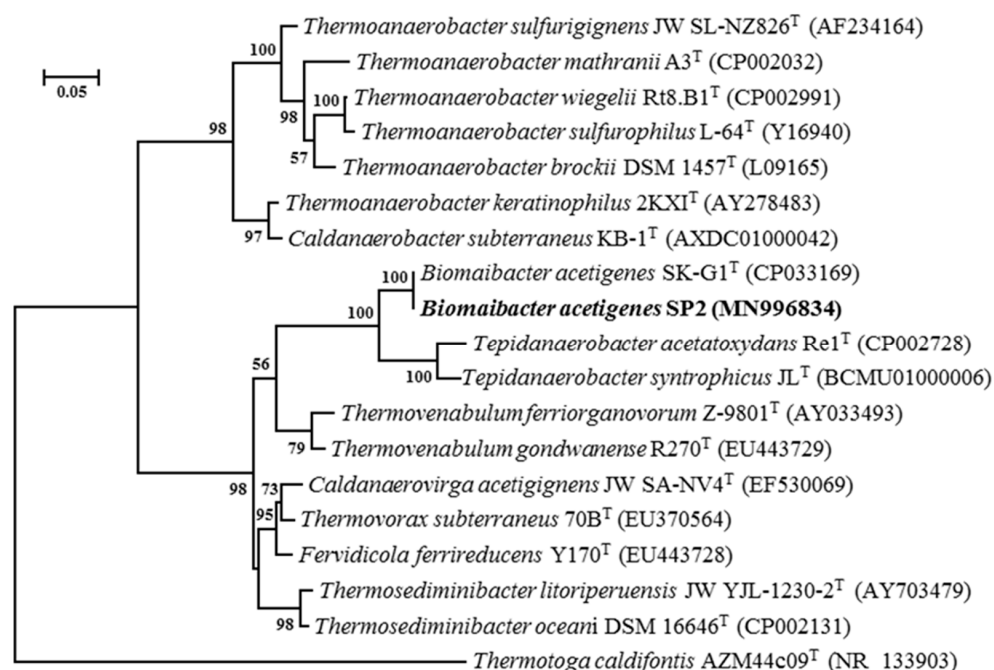 Thermoanaerobacter sulfurigignens JW SL-NZ826T (AF234164)
100
Thermoanaerobacter mathranii A3T (CP002032)
0.05
100
Thermoanaerobacter wiegelii Rt8.B1T (CP002991)
98
98
Thermoanaerobacter sulfurophilus L-64T (Y16940)
57
Thermoanaerobacter brockii DSM 1457T (L09165)
Thermoanaerobacter keratinophilus 2KXIT (AY278483)
97
Caldanaerobacter subterraneus KB-1T (AXDC01000042)
100
Biomaibacter acetigenes SK-G1T (CP033169)
100
Biomaibacter acetigenes SP2 (MN996834)
Tepidanaerobacter acetatoxydans Re1T (CP002728)
56
100
Tepidanaerobacter syntrophicus JLT (BCMU01000006)
Thermovenabulum ferriorganovorum Z-9801T (AY033493)
79
Thermovenabulum gondwanense R270T (EU443729)
98
73
Caldanaerovirga acetigignens JW SA-NV4T (EF530069)
95
Thermovorax subterraneus 70BT (EU370564)
Fervidicola ferrireducens Y170T (EU443728)
Thermosediminibacter litoriperuensis JW YJL-1230-2T (AY703479)
98
Thermosediminibacter oceani DSM 16646T (CP002131)
Thermotoga caldifontis AZM44c09T (NR_133903)